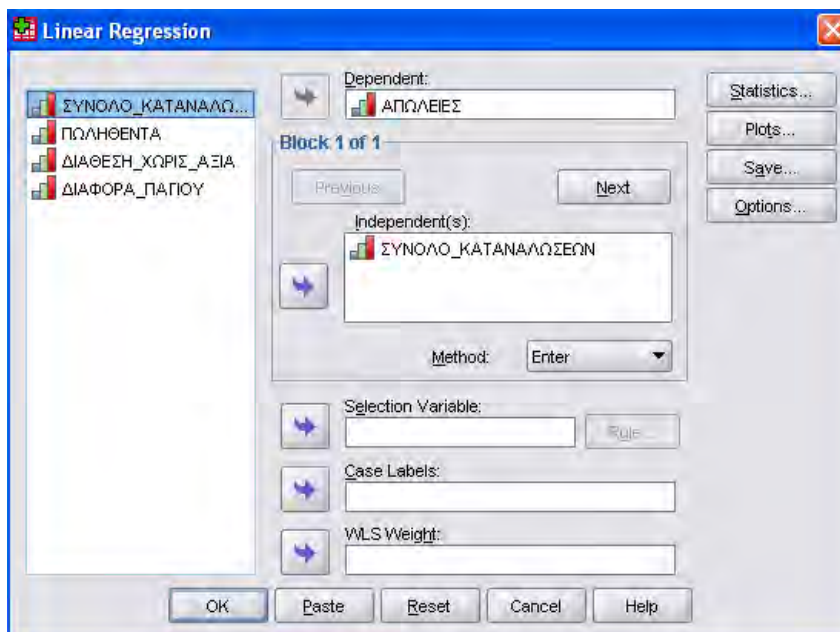 Linear Regression
ΣΥΝΟΛΟ_ΚΑΤΑΝΑΛΩ...
ΠΩΛΗΘΕΝΤΑ
ΔΙΑΘΕΣΗ_ΧΩΡΙΣ_ΑΞΙΑ
ΔΙΑΦΟΡΑ_ΠΑΓΙΟΥ
Dependent:
ΑΠΩΛΕΙΕΣ
Block 1 of 1
Previous
Next
Independent(s):
ΣΥΝΟΛΟ_ΚΑΤΑΝΑΛΩΣΕΩΝ
Method:
Enter
Selection Variable:
Rule...
Case Labels:
WLS Weight:
Statistics...
Plots...
Save...
Options...
OK
Paste
Reset
Cancel
Help